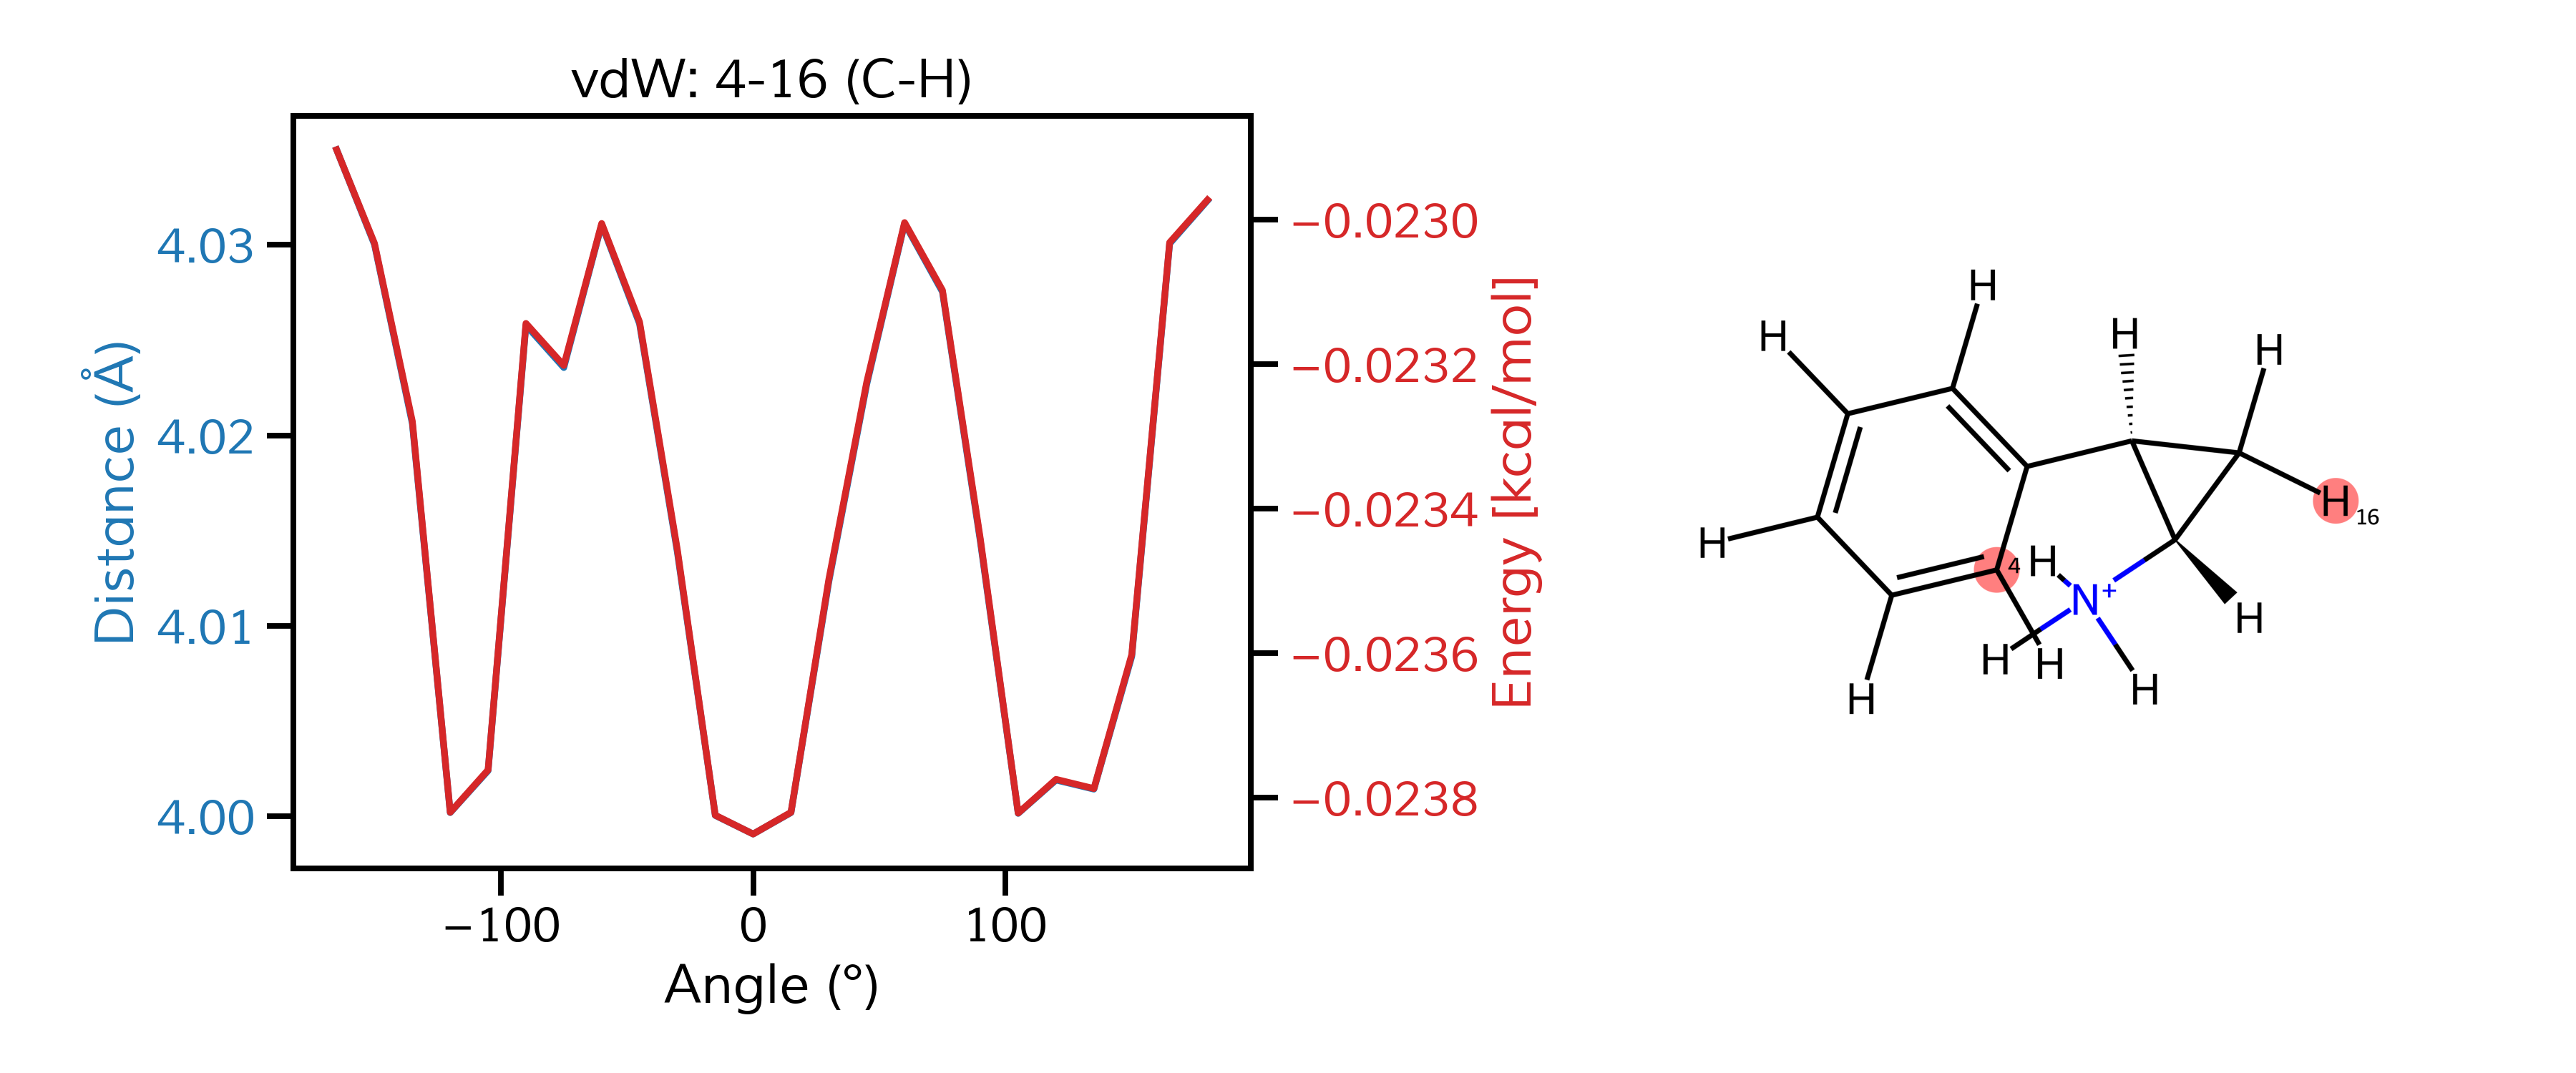 vdW: 4-16 (C-H)
Distance (Å)
4.03
4.02
4.01
4.00
−100
0
100
Angle (°)
−0.0230
−0.0232
−0.0234
−0.0236
−0.0238
Energy [kcal/mol]
H
H
H
H
H 16
H
4 H
N+
H
H H
H
H